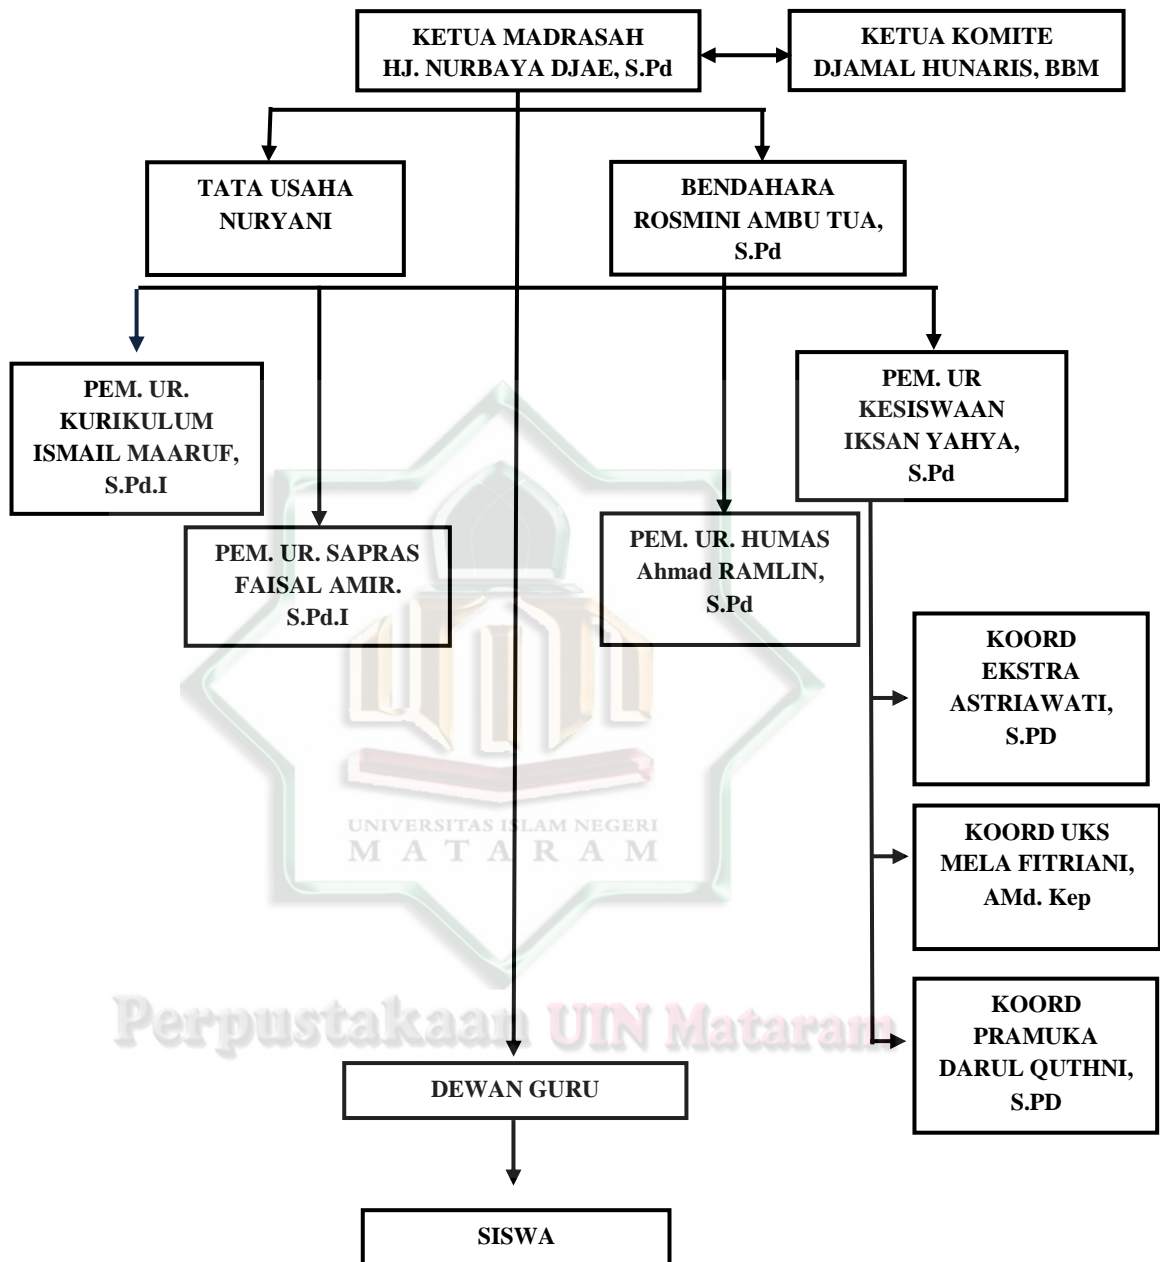 KETUA MADRASAH
HJ. NURBAYA DJAE, S.Pd
KETUA KOMITE
DJAMAL HUNARIS, BBM
TATA USAHA
NURYANI
BENDAHARA
ROSMINI AMBU TUA,
S.Pd
PEM. UR.
KURIKULUM
ISMAIL MAARUF,
S.Pd.I
PEM. UR
KESISWAAN
IKSAN YAHYA,
S.Pd
PEM. UR. SAPRAS
FAISAL AMIR.
S.Pd.I
PEM. UR. HUMAS
Ahmad RAMLIN,
S.Pd
KOORD
EKSTRA
ASTRIAWATI,
S.PD
KOORD UKS
MELA FITRIANI,
AMd. Kep
KOORD
PRAMUKA
DARUL QUTHNI,
S.PD
UNIVERSITAS ISLAM NEGERI
MATARAM
Perpustakaan UIN Mataram
DEWAN GURU
SISWA